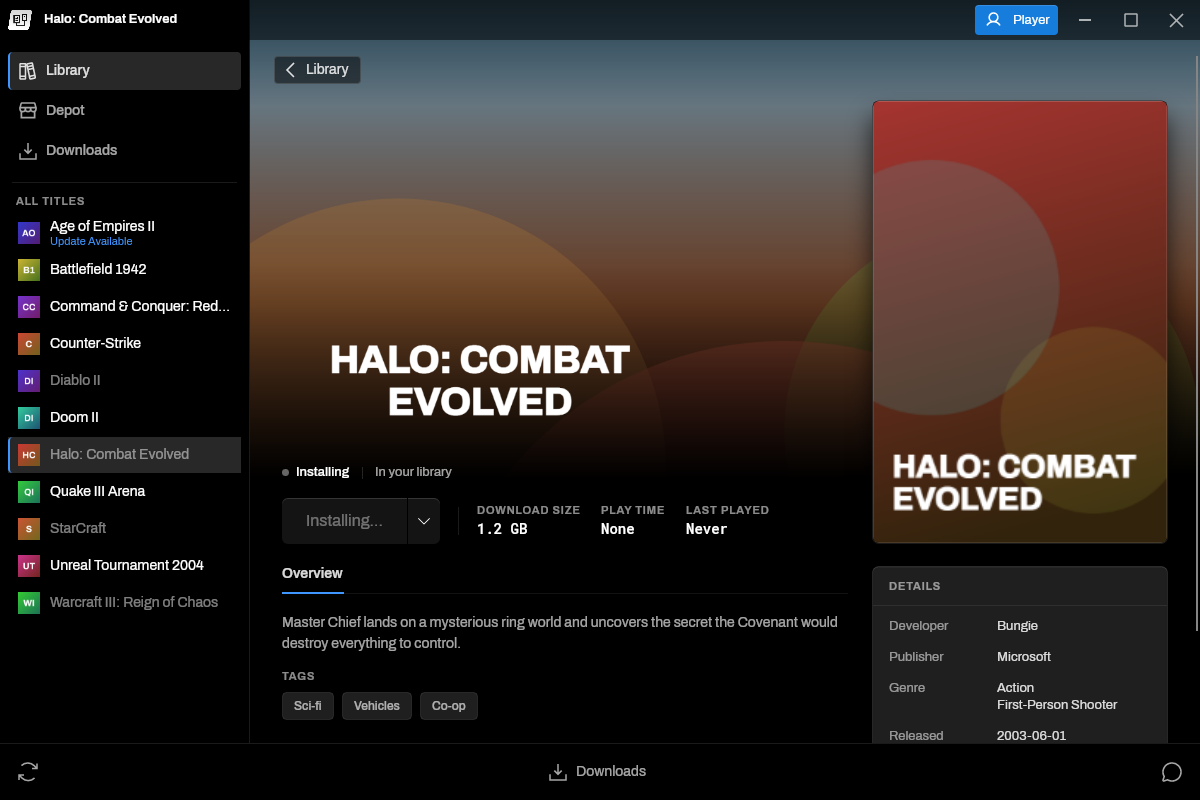 Halo: Combat Evolved
Player
Library
Depot
Downloads
ALL TITLES
AO
Age of Empires II
Update Available
B1
Battlefield 1942
CC
Command & Conquer: Red...
C
Counter-Strike
DI
Diablo II
DI
Doom II
HC
Halo: Combat Evolved
QI
Quake III Arena
S
StarCraft
UT
Unreal Tournament 2004
WI
Warcraft III: Reign of Chaos
Library
HALO: COMBAT
EVOLVED
Installing
In your library
Installing...
DOWNLOAD SIZE
1.2 GB
PLAY TIME
None
LAST PLAYED
Never
Overview
Master Chief lands on a mysterious ring world and uncovers the secret the Covenant would
destroy everything to control.
TAGS
Sci-fi
Vehicles
Co-op
HALO: COMBAT
EVOLVED
DETAILS
Developer
Bungie
Publisher
Microsoft
Genre
Action
First-Person Shooter
Released
2003-06-01
Downloads